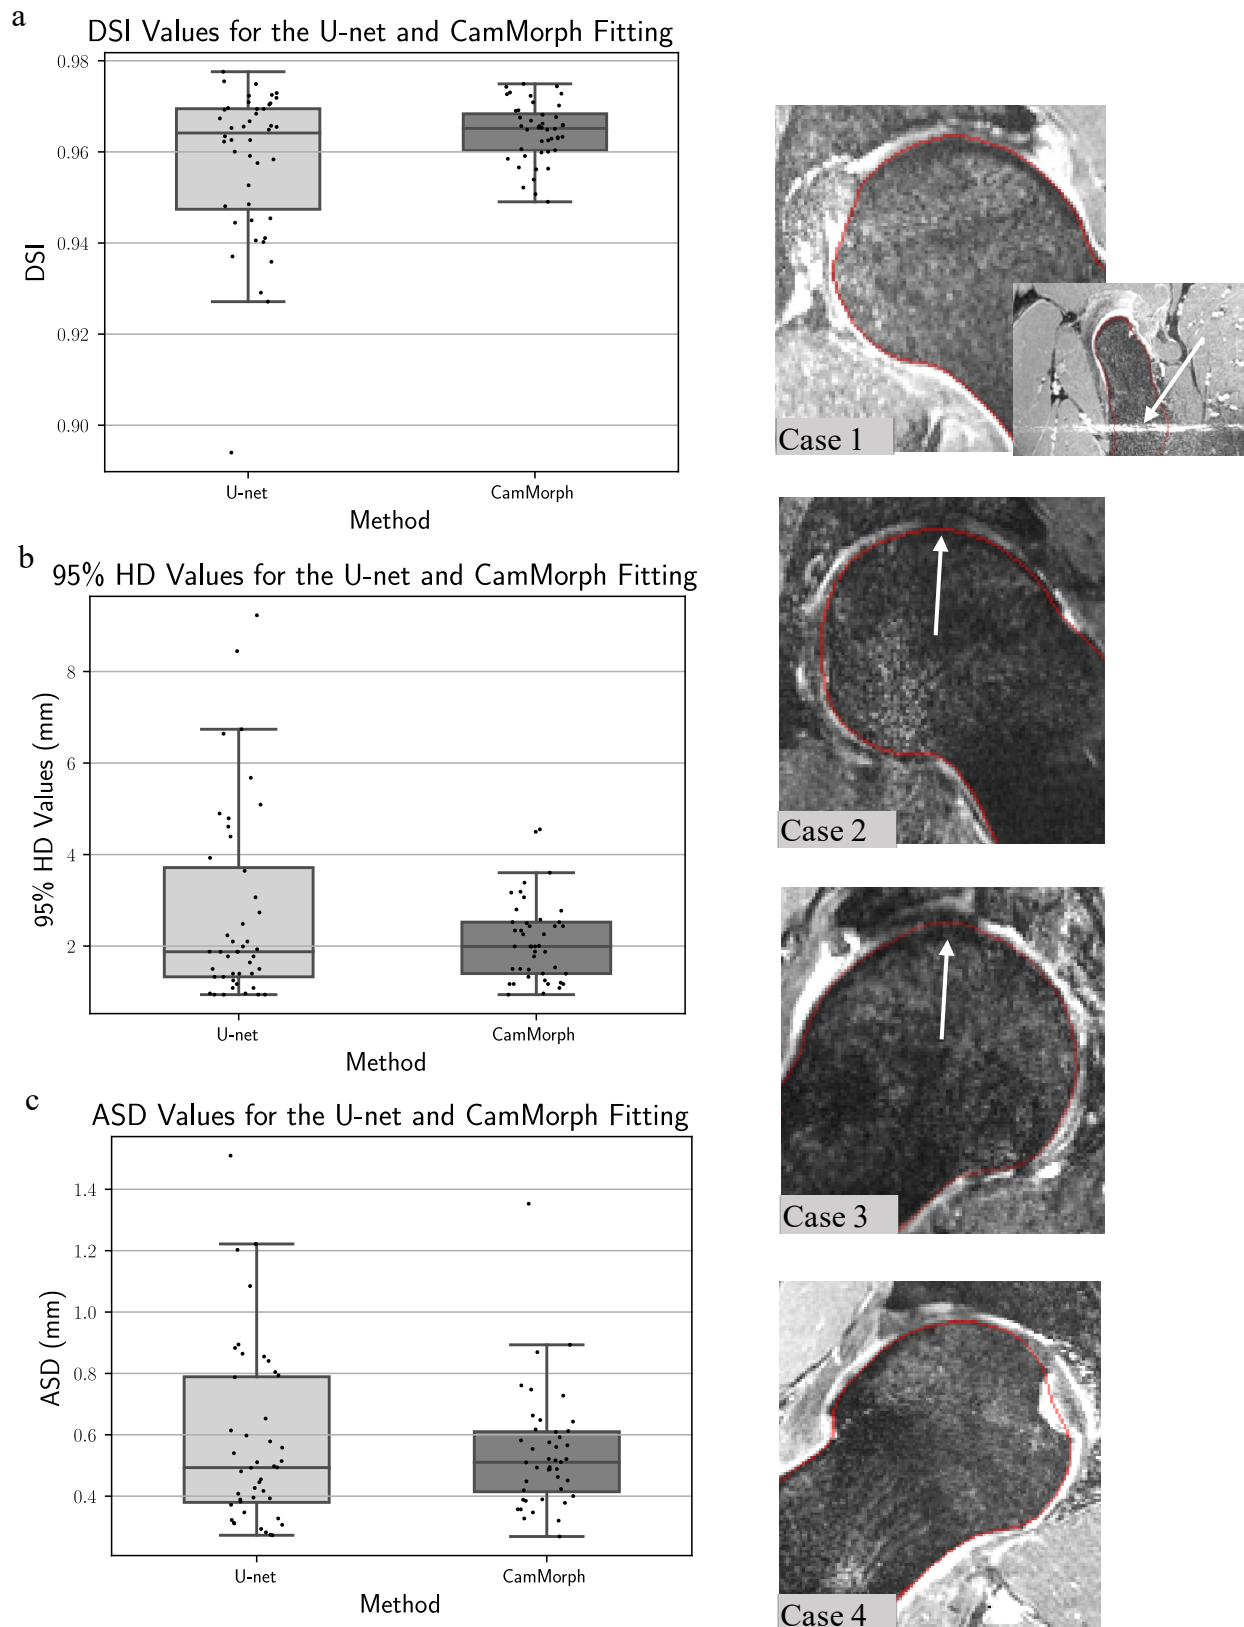 a
DSI Values for the U-net and CamMorph Fitting
0.98
0.96
0.94
0.92
0.90
DSI
U-net
CamMorph
Method
b
95% HD Values for the U-net and CamMorph Fitting
8
6
4
2
95% HD Values (mm)
U-net
CamMorph
Method
c
ASD Values for the U-net and CamMorph Fitting
1.4
1.2
1.0
0.8
0.6
0.4
ASD (mm)
U-net
CamMorph
Method
Case 1
Case 2
Case 3
Case 4